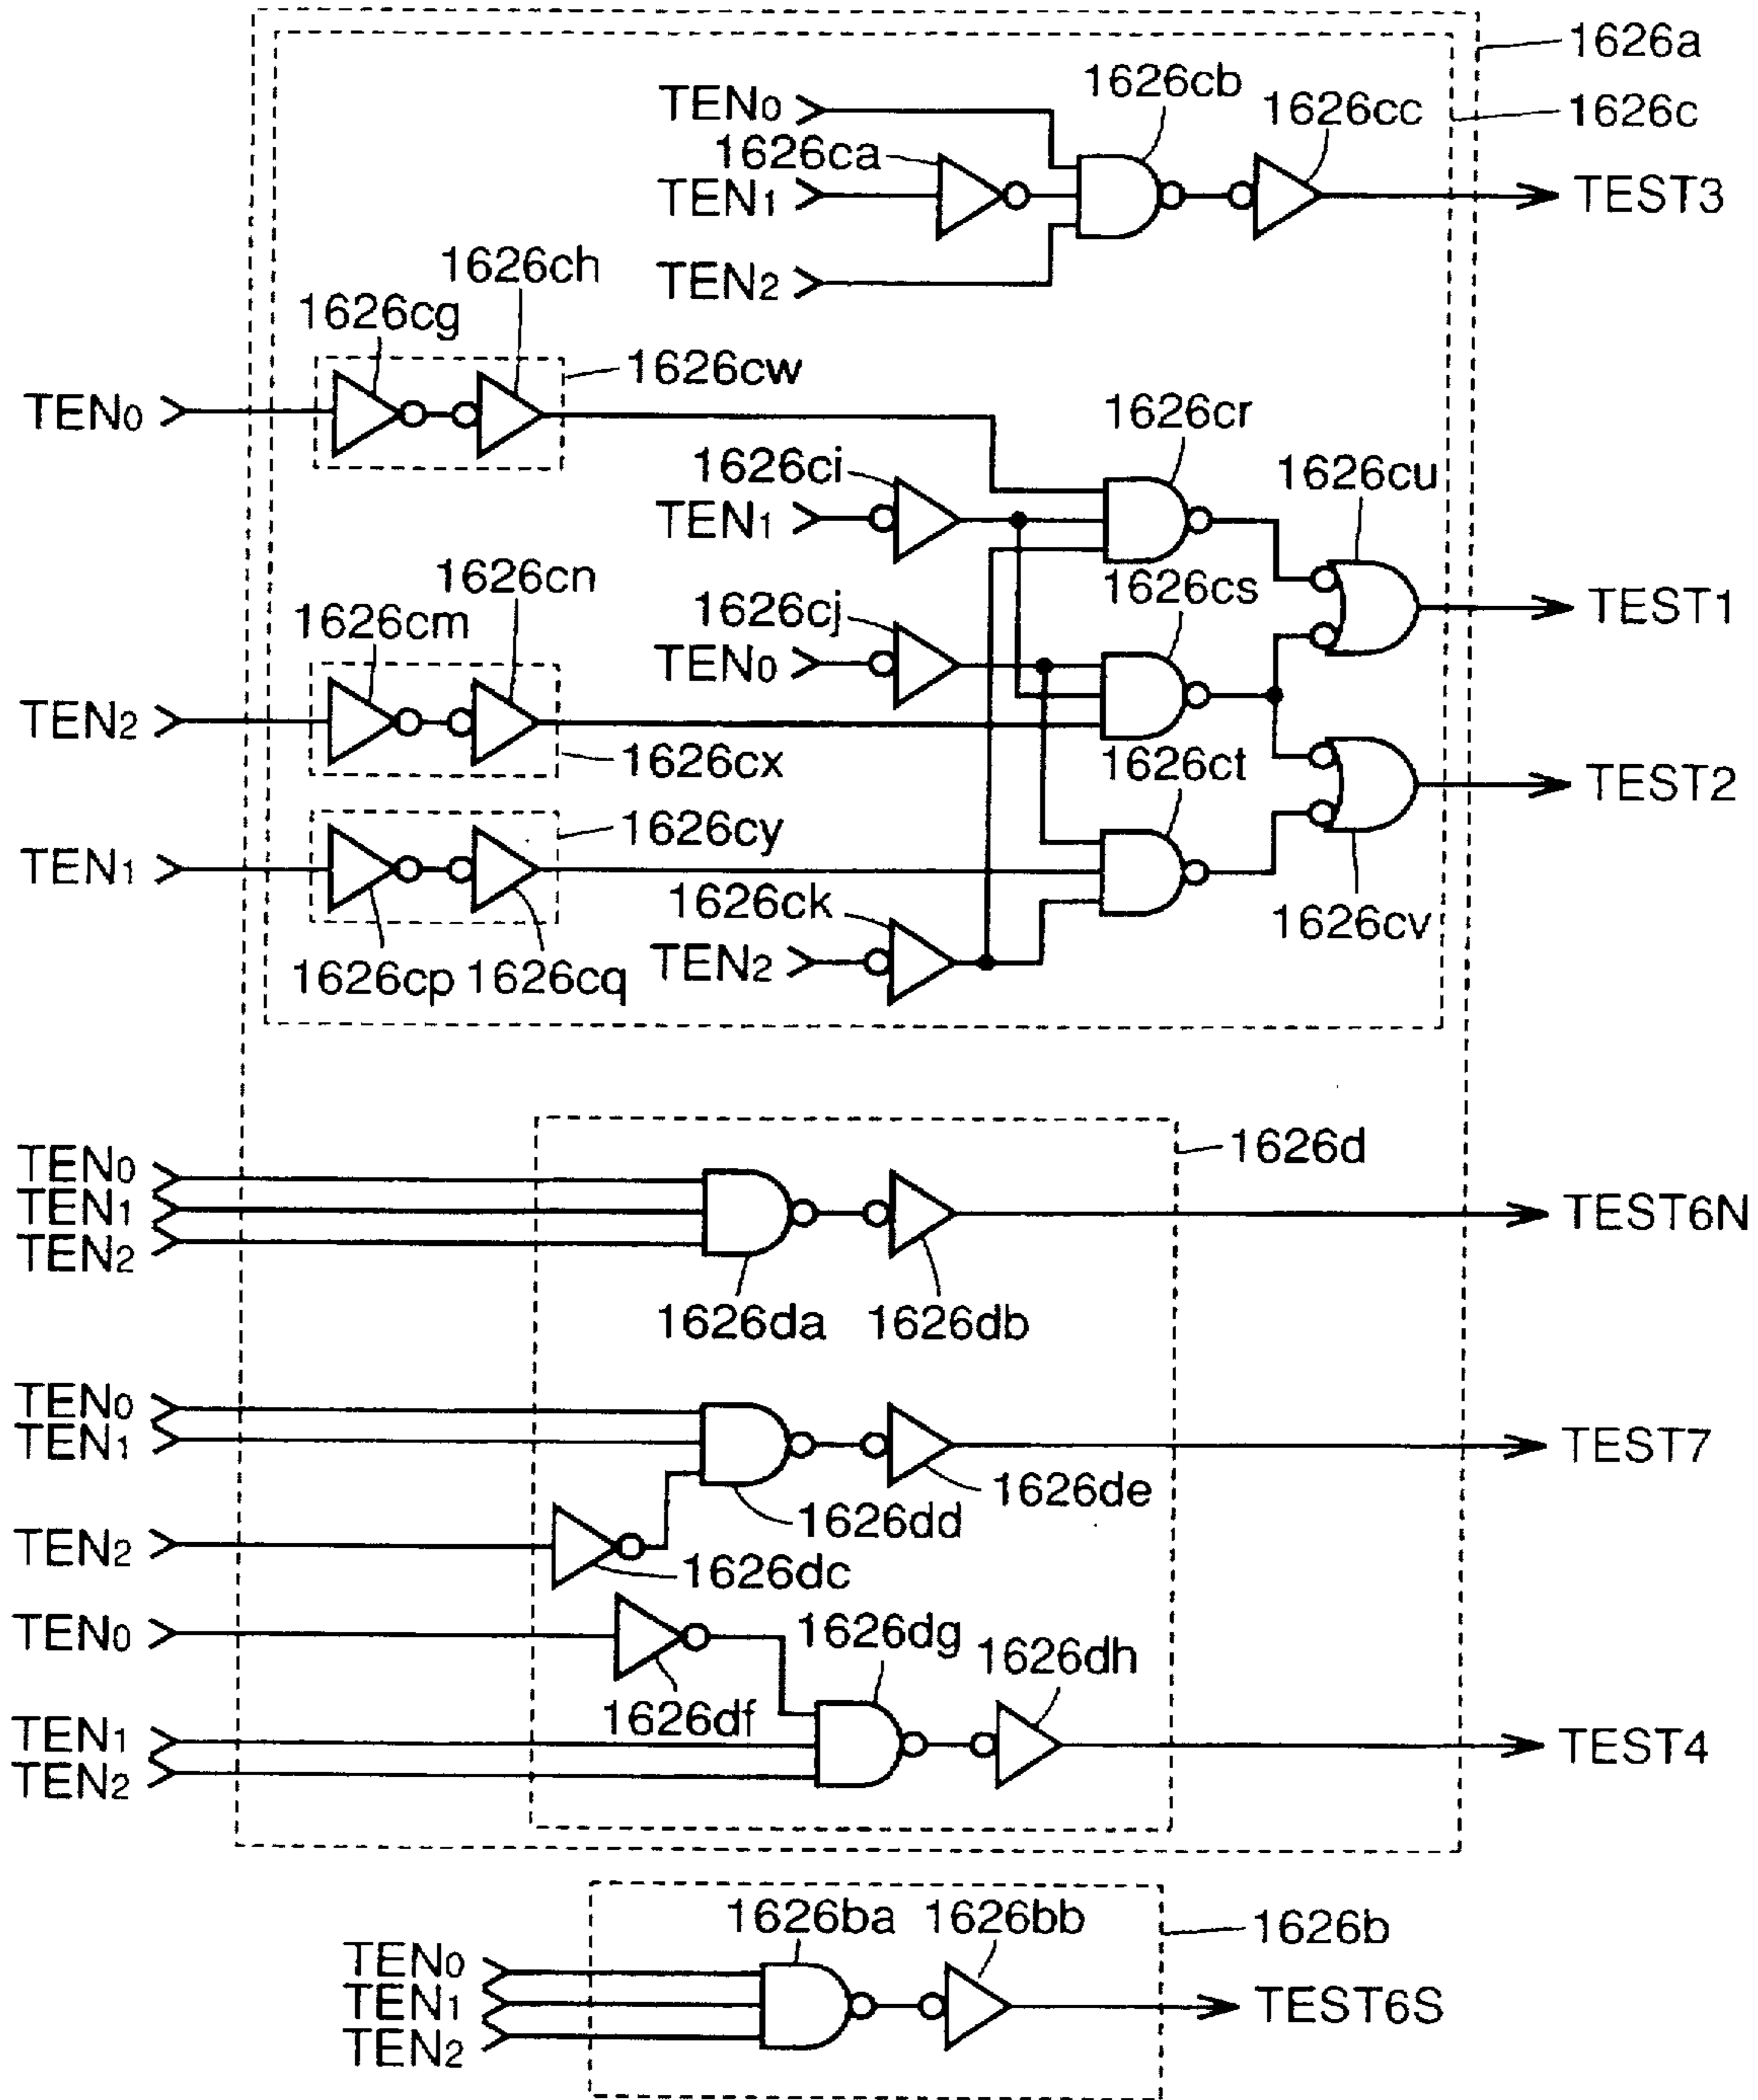 1626a
1626cb
TEN0
1626cc
1626c
1626ca
TEN1
TEST3
TEN2
1626ch
1626cg
1626cw
TEN0
1626cr
1626ci
1626cu
TEN1
1626cn
1626cj
1626cs
TEST1
1626cm
TEN0
TEN2
1626cx
1626ct
TEST2
1626cy
TEN1
1626ck
1626cv
1626cp
1626cq
TEN2
1626d
TEN0
TEN1
TEN2
TEST6N
1626da
1626db
TEN0
TEN1
TEST7
1626de
1626dd
TEN2
1626dc
TEN0
1626dg
1626dh
1626df
TEN1
TEN2
TEST4
1626ba
1626bb
1626b
TEN0
TEN1
TEN2
TEST6S